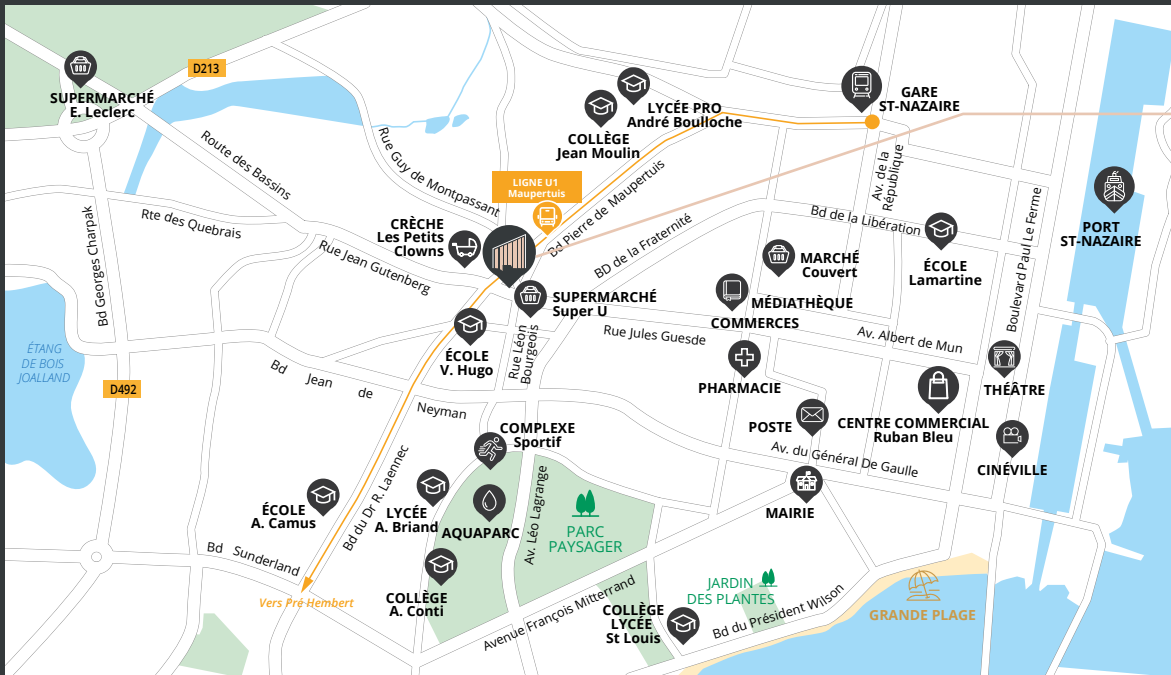 D213
SUPERMARCHÉ
E. Leclerc
LYCÉE PRO
André Boulloche
COLLÈGE
Jean Moulin
GARE
ST-NAZAIRE
Route des Bassins
Rue Guy de Montpassant
LIGNE U1
Maupertuis
Bd Pierre de Maupertuis
Av. de la
République
Bd Georges Charpak
Rte des Quebrais
CRÈCHE
Les Petits
Clowns
Rue Jean Gutenberg
BD de la Fraternité
Bd de la Libération
Boulevard Paul Le Ferme
PORT
ST-NAZAIRE
MARCHÉ
Couvert
ÉCOLE
Lamartine
SUPERMARCHÉ
Super U
MÉDIATHÈQUE
COMMERCES
Rue Jules Guesde
Av. Albert de Mun
ÉTANG
DE BOIS
JOALLAND
ÉCOLE
V. Hugo
Rue Léon
Bourgeois
D492
Bd Jean de Neyman
PHARMACIE
THÉÂTRE
POSTE
CENTRE COMMERCIAL
Ruban Bleu
COMPLEXE
Sportif
Av. du Général De Gaulle
CINÉVILLE
ÉCOLE
A. Camus
Bd du Dr R. Laennec
LYCÉE
A. Briand
AQUAPARC
Av. Léo Lagrange
PARC
PAYSAGER
MAIRIE
Bd Sunderland
Vers Pré Hembert
COLLÈGE
A. Conti
Avenue François Mitterrand
COLLÈGE
LYCÉE
St Louis
JARDIN
DES PLANTES
Bd du Président Wilson
GRANDE PLAGE